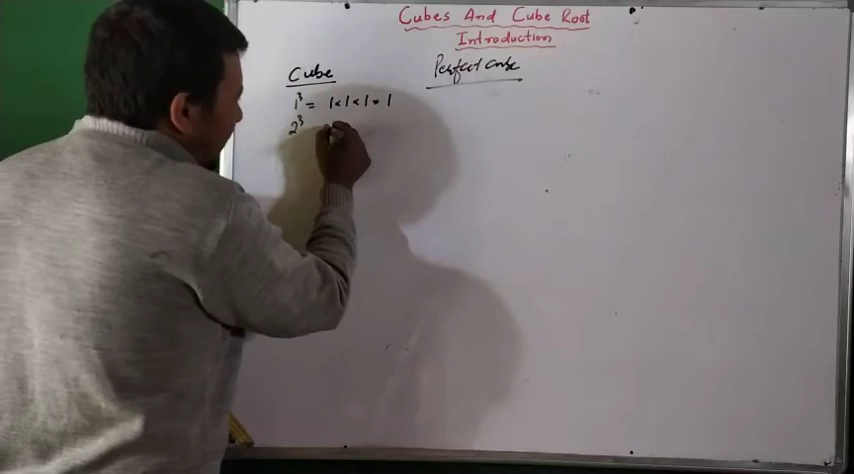 Cubes And Cube Root
Introduction
Cube
Perfect cube
1³ = 1 × 1 × 1 = 1
2³